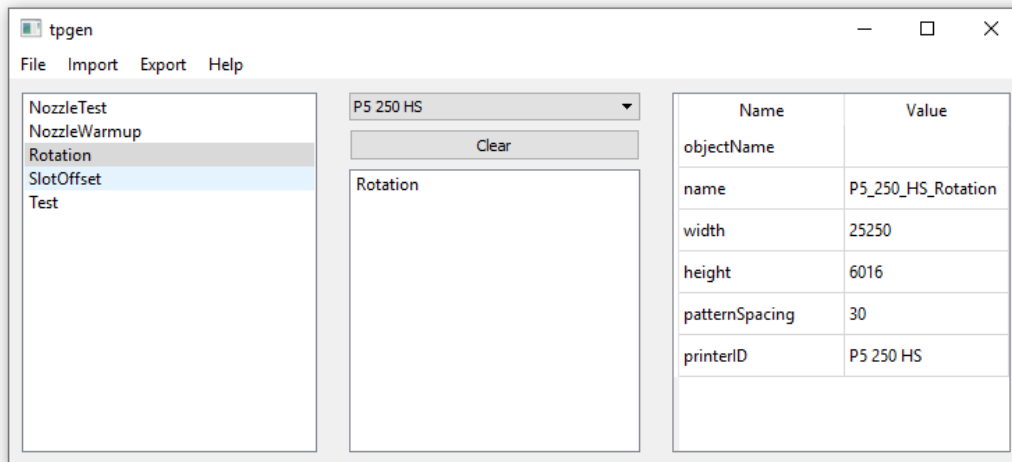 tpgen
File Import Export Help
NozzleTest
NozzleWarmup
Rotation
SlotOffset
Test
P5 250 HS
Clear
Rotation
Name Value
objectName
name P5_250_HS_Rotation
width 25250
height 6016
patternSpacing 30
printerID P5 250 HS